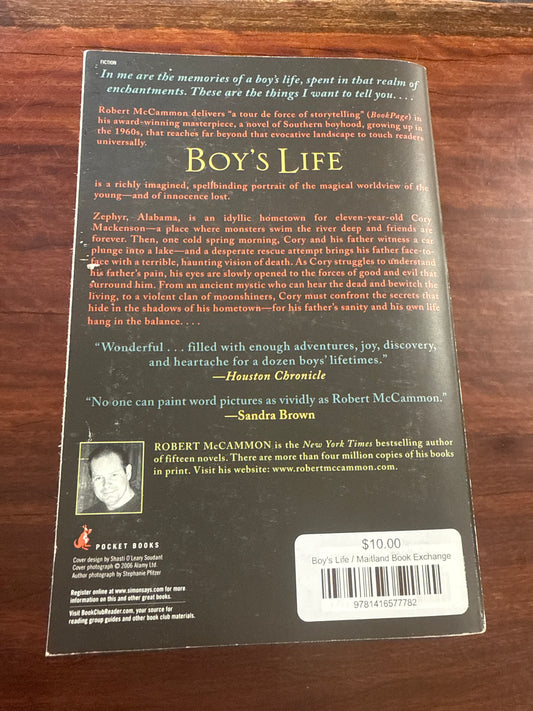 FICTION
In me are the memories of a boy's life, spent in that realm of
enchantments. These are the things I want to tell you. . . .
Robert McCammon delivers "a tour de force of storytelling" (BookPage) in
his award-winning masterpiece, a novel of Southern boyhood, growing up in
the 1960s, that reaches far beyond that evocative landscape to touch readers
universally.
BOY'S LIFE
is a richly imagined, spellbinding portrait of the magical worldview of the
young—and of innocence lost.
Zephyr, Alabama, is an idyllic hometown for eleven-year-old Cory
Mackenson—a place where monsters swim the river deep and friends are
forever. Then, one cold spring morning, Cory and his father witness a car
plunge into a lake—and a desperate rescue attempt brings his father face-to-
face with a terrible, haunting vision of death. As Cory struggles to understand
his father's pain, his eyes are slowly opened to the forces of good and evil that
surround him. From an ancient mystic who can hear the dead and bewitch the
living, to a violent clan of moonshiners, Cory must confront the secrets that
hide in the shadows of his hometown—for his father's sanity and his own life
hang in the balance. . . .
"Wonderful . . . filled with enough adventures, joy, discovery,
and heartache for a dozen boys' lifetimes."
—Houston Chronicle
"No one can paint word pictures as vividly as Robert McCammon."
—Sandra Brown
ROBERT McCAMMON is the New York Times bestselling author
of fifteen novels. There are more than four million copies of his books
in print. Visit his website: www.robertmccammon.com.
POCKET BOOKS
Cover design by Shasti O'Leary Soudant
Cover photograph © 2006 Alamy Ltd.
Author photograph by Stephanie Pfitzer
Register online at www.simonsays.com for more
information on this and other great books.
Visit BookClubReader.com, your source for
reading group guides and other book club materials.
$10.00
Boy's Life / Maitland Book Exchange
9781416577782